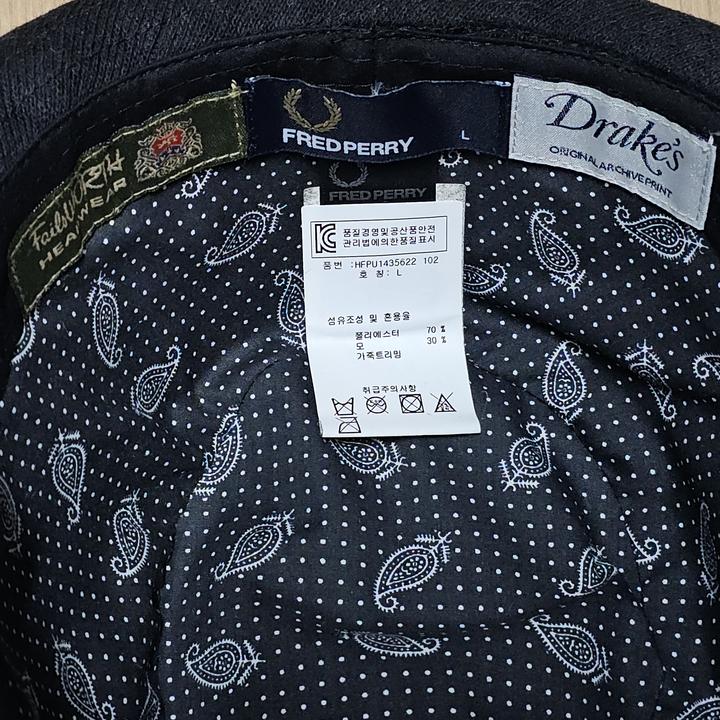 Failsworth
HEADWEAR
FRED PERRY
L
Drake's
ORIGINAL ARCHIVE PRINT
FRED PERRY
품질경영및공산품안전
관리법에의한품질표시
품번 :HFPU1435622 102
호 칭: L
섬유조성 및 혼용율
폴리에스터 70 %
모 30 %
가죽트리밍
취급주의사항